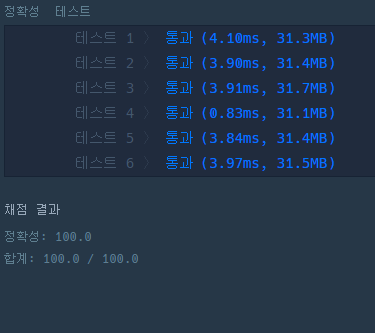 정확성 테스트
테스트 1 〉 통과 (4.10ms, 31.3MB)
테스트 2 〉 통과 (3.90ms, 31.4MB)
테스트 3 〉 통과 (3.91ms, 31.7MB)
테스트 4 〉 통과 (0.83ms, 31.1MB)
테스트 5 〉 통과 (3.84ms, 31.4MB)
테스트 6 〉 통과 (3.97ms, 31.5MB)
채점 결과
정확성: 100.0
합계: 100.0 / 100.0